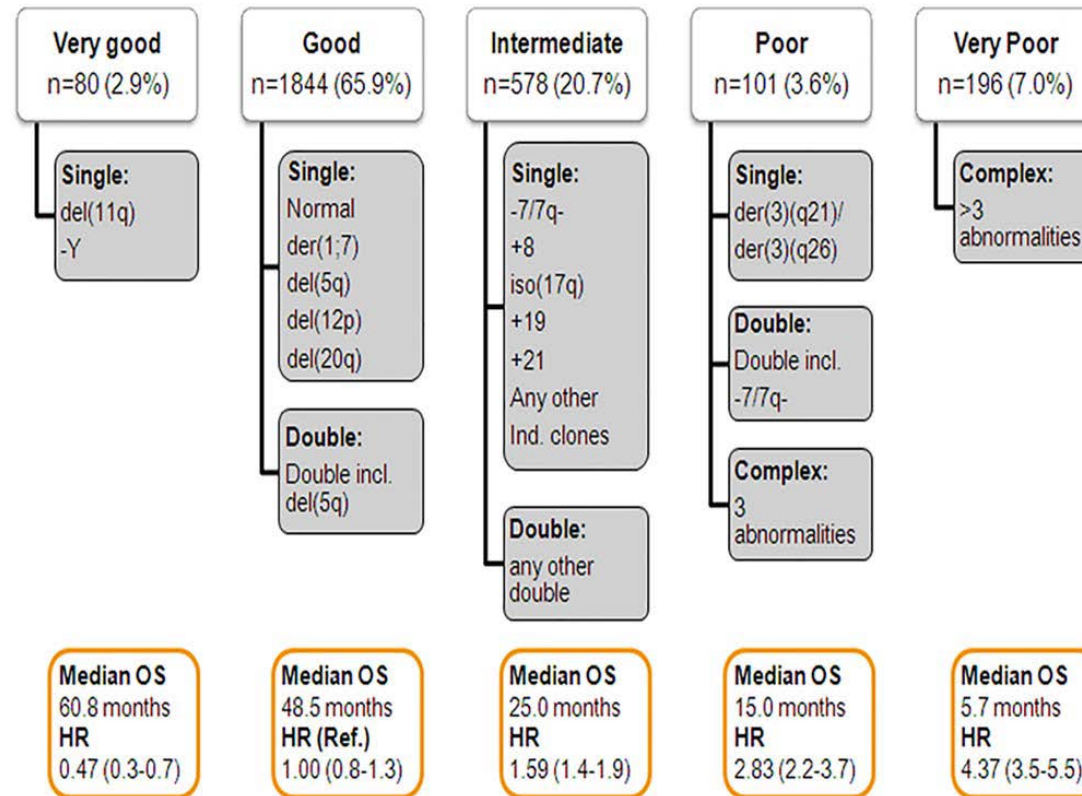 Very good
n=80 (2.9%)
Single:
del(11q)
-Y
Median OS
60.8 months
HR
0.47 (0.3-0.7)
Good
n=1844 (65.9%)
Single:
Normal
der(1;7)
del(5q)
del(12p)
del(20q)
Double:
Double incl.
del(5q)
Median OS
48.5 months
HR (Ref.)
1.00 (0.8-1.3)
Intermediate
n=578 (20.7%)
Single:
-7/7q-
+8
iso(17q)
+19
+21
Any other
Ind. clones
Double:
any other
double
Median OS
25.0 months
HR
1.59 (1.4-1.9)
Poor
n=101 (3.6%)
Single:
der(3)(q21)/
der(3)(q26)
Double:
Double incl.
-7/7q-
Complex:
3
abnormalities
Median OS
15.0 months
HR
2.83 (2.2-3.7)
Very Poor
n=196 (7.0%)
Complex:
>3
abnormalities
Median OS
5.7 months
HR
4.37 (3.5-5.5)